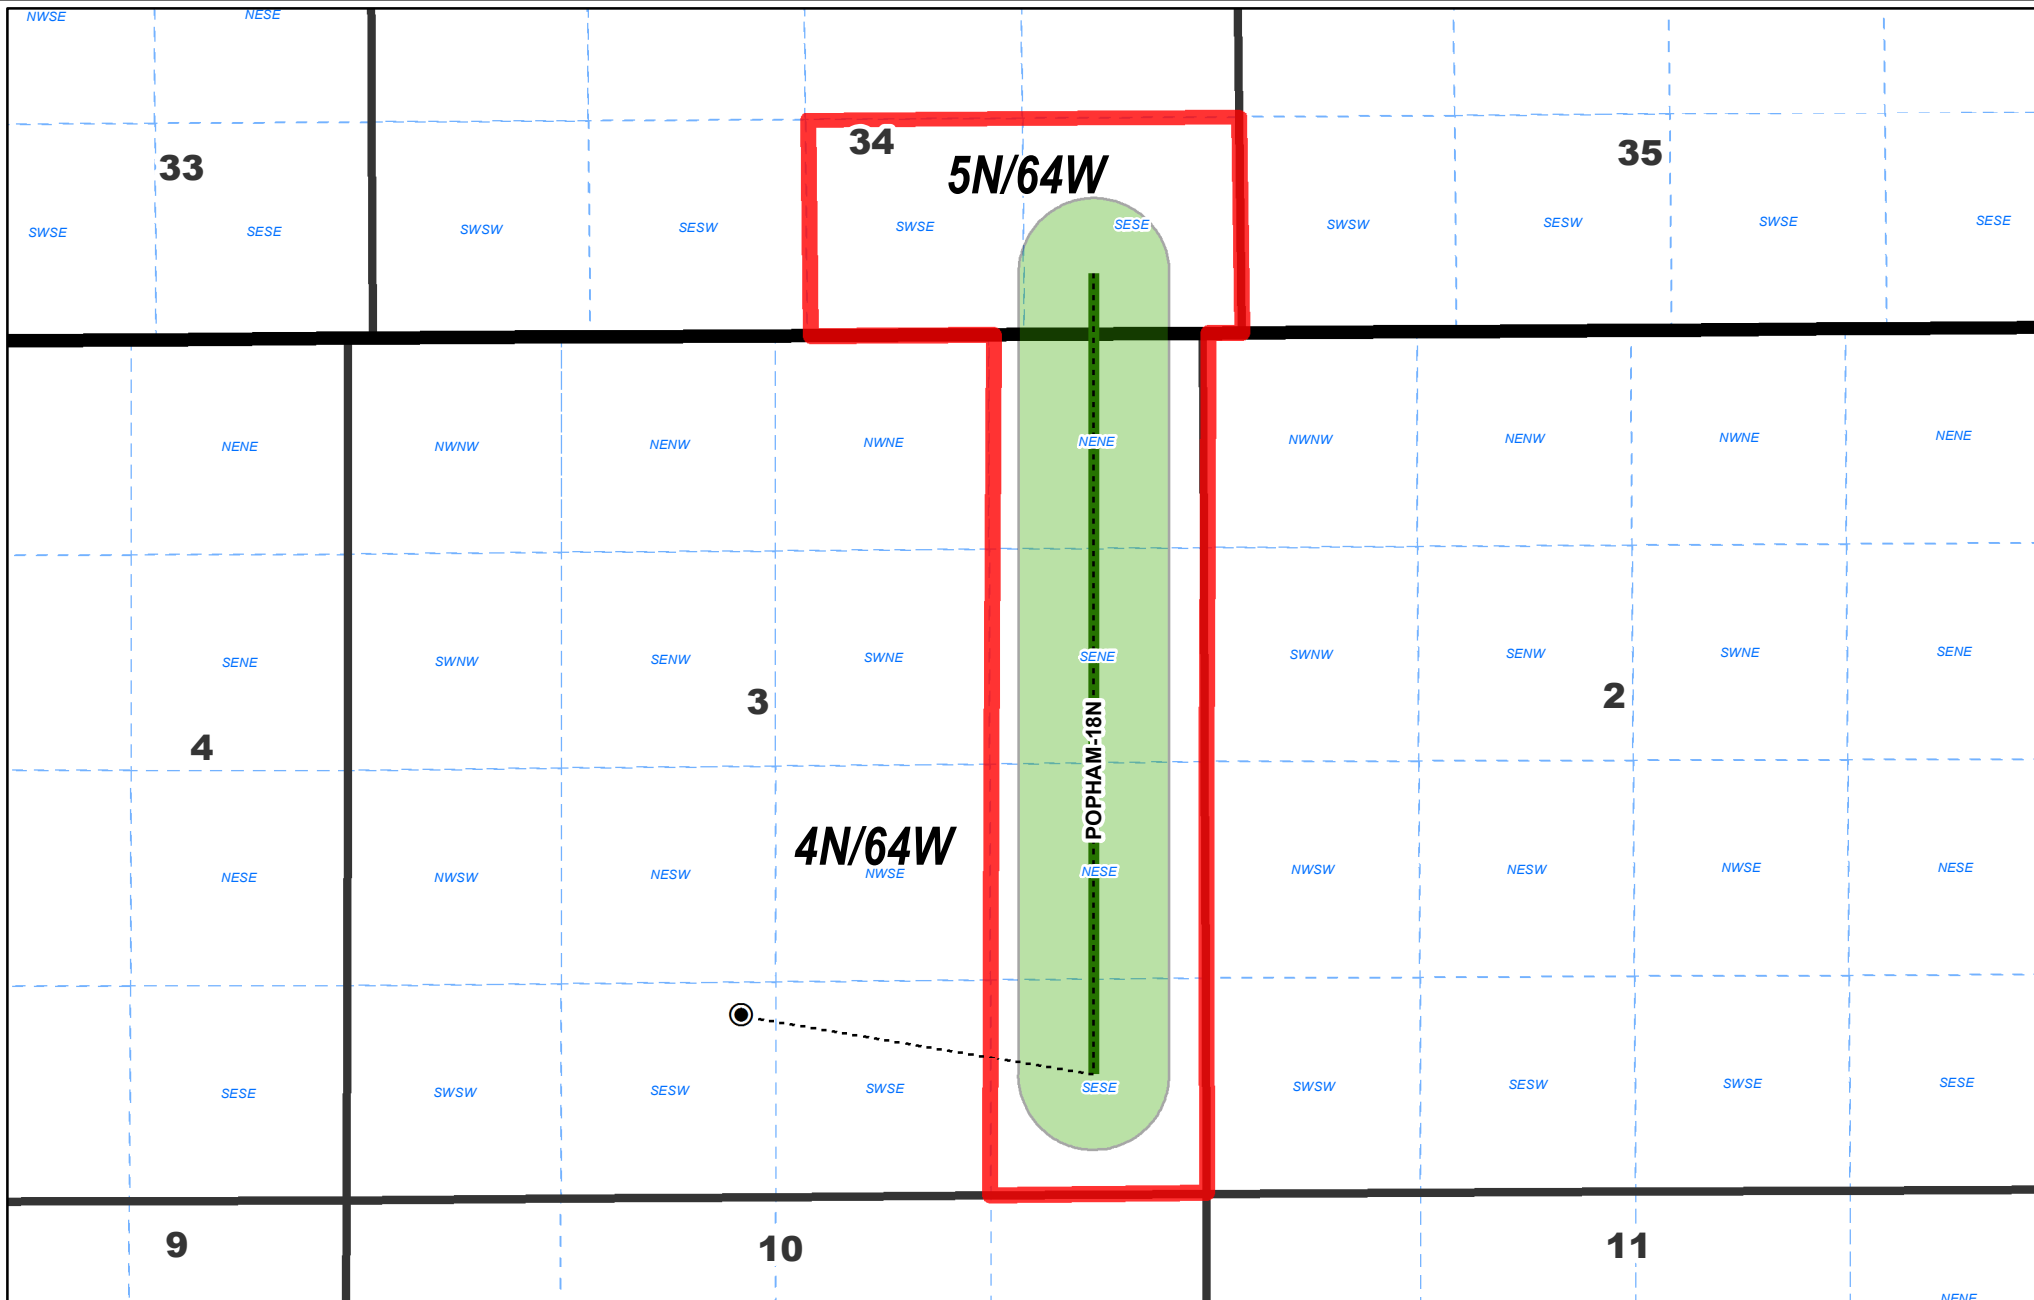 NWSE NESE
33 34 5N/64W 35
SWSE SESE SWSW SESW SWSE SESE SWSW SESW SWSE SESE
NENE NWNW NENW NWNE NENE NWNW NENW NWNE NENE
SENE SWNW SENW SWNE SENE SWNW SENW SWNE SENE
4 3 2
POPHAM-18N
4N/64W
NESE NWSW NESW NWSE NESE NWSW NESW NWSE NESE
SESE SWSW SESW SWSE SESE SWSW SESW SWSE SESE
9 10 11
NENE